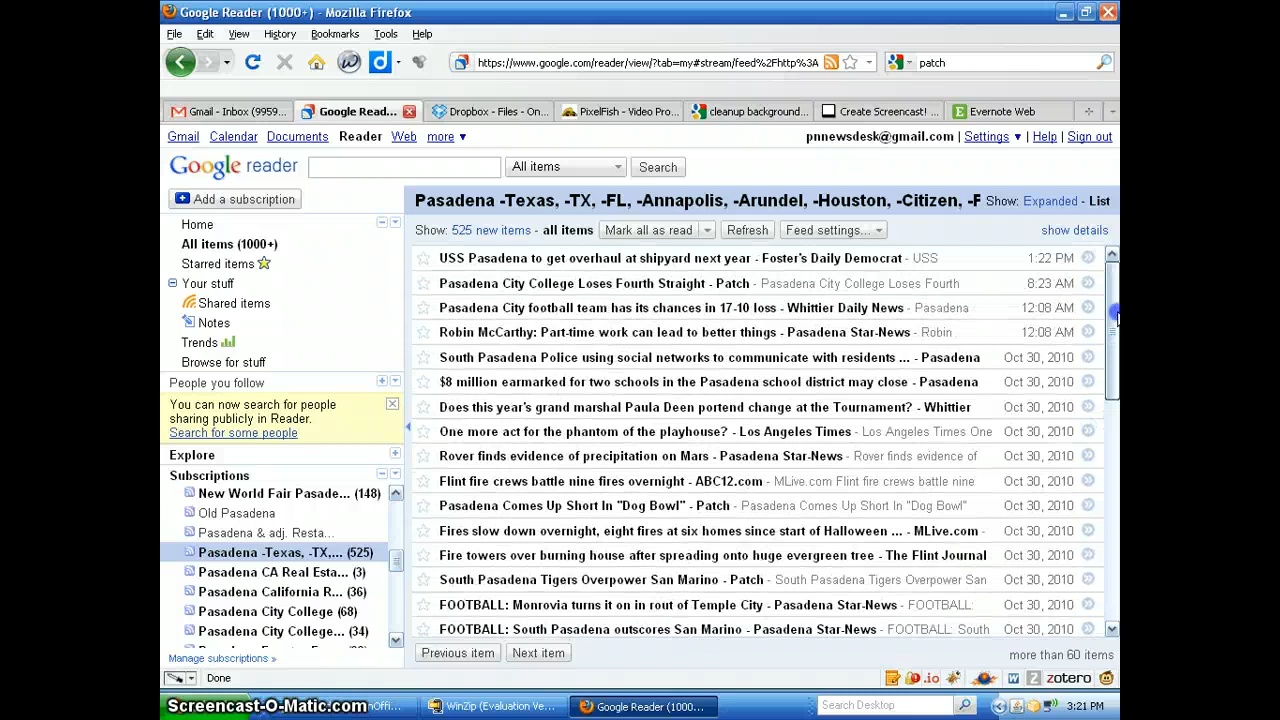 Google Reader (1000+) - Mozilla Firefox
File Edit View History Bookmarks Tools Help
https://www.google.com/reader/view/?tab=my#stream/feed%2Fhttp%3A
patch
Gmail - Inbox (9959... Google Read... Dropbox - Files - On... PixelFish - Video Pro... cleanup background... Create Screencast! ... Evernote Web
Gmail Calendar Documents Reader Web more ▼ pnnewsdesk@gmail.com | Settings ▼ | Help | Sign out
Google reader All items Search
Add a subscription
Pasadena -Texas, -TX, -FL, -Annapolis, -Arundel, -Houston, -Citizen, -F Show: Expanded - List
Show: 525 new items - all items Mark all as read Refresh Feed settings... show details
Home
All items (1000+)
Starred items
Your stuff
Shared items
Notes
Trends
Browse for stuff
People you follow
You can now search for people
sharing publicly in Reader.
Search for some people
Explore
Subscriptions
New World Fair Pasade... (148)
Old Pasadena
Pasadena & adj. Resta...
Pasadena -Texas, -TX,... (525)
Pasadena CA Real Esta... (3)
Pasadena California R... (36)
Pasadena City College (68)
Pasadena City College... (34)
Manage subscriptions »
USS Pasadena to get overhaul at shipyard next year - Foster's Daily Democrat - USS 1:22 PM
Pasadena City College Loses Fourth Straight - Patch - Pasadena City College Loses Fourth 8:23 AM
Pasadena City football team has its chances in 17-10 loss - Whittier Daily News - Pasadena 12:08 AM
Robin McCarthy: Part-time work can lead to better things - Pasadena Star-News - Robin 12:08 AM
South Pasadena Police using social networks to communicate with residents ... - Pasadena Oct 30, 2010
$8 million earmarked for two schools in the Pasadena school district may close - Pasadena Oct 30, 2010
Does this year's grand marshal Paula Deen portend change at the Tournament? - Whittier Oct 30, 2010
One more act for the phantom of the playhouse? - Los Angeles Times - Los Angeles Times One Oct 30, 2010
Rover finds evidence of precipitation on Mars - Pasadena Star-News - Rover finds evidence of Oct 30, 2010
Flint fire crews battle nine fires overnight - ABC12.com - MLive.com Flint fire crews battle nine Oct 30, 2010
Pasadena Comes Up Short In "Dog Bowl" - Patch - Pasadena Comes Up Short In "Dog Bowl" Oct 30, 2010
Fires slow down overnight, eight fires at six homes since start of Halloween ... - MLive.com - Oct 30, 2010
Fire towers over burning house after spreading onto huge evergreen tree - The Flint Journal Oct 30, 2010
South Pasadena Tigers Overpower San Marino - Patch - South Pasadena Tigers Overpower San Oct 30, 2010
FOOTBALL: Monrovia turns it on in rout of Temple City - Pasadena Star-News - FOOTBALL: Oct 30, 2010
FOOTBALL: South Pasadena outscores San Marino - Pasadena Star-News - FOOTBALL: South Oct 30, 2010
Previous item Next item more than 60 items
Done zotero
Screencast-O-Matic.com WinZip (Evaluation Ve... Google Reader (1000... Search Desktop 3:21 PM